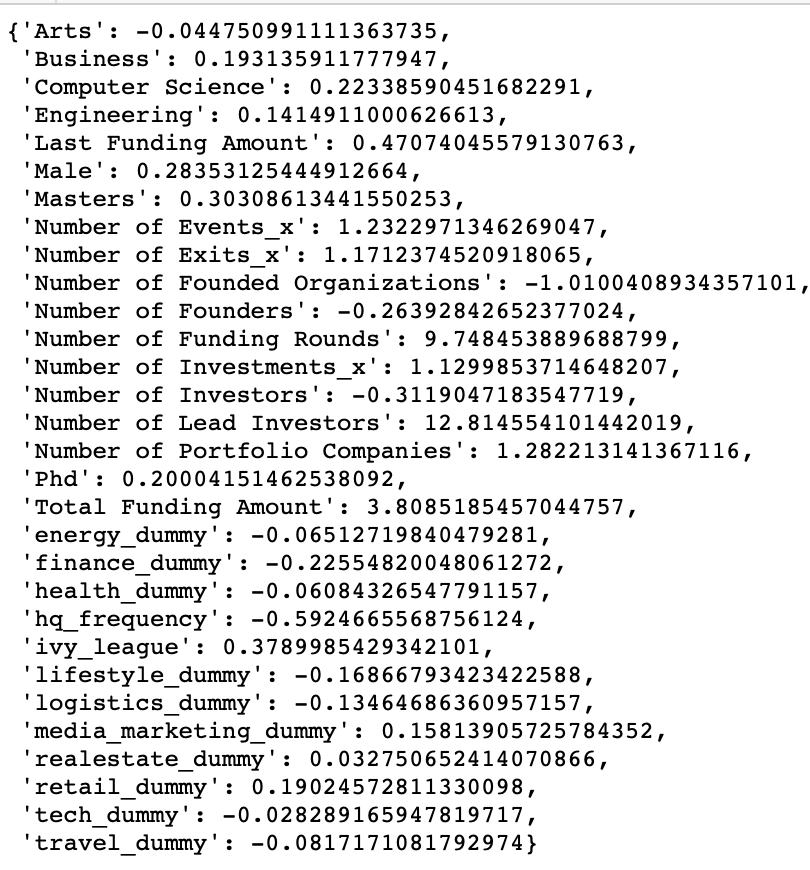 {'Arts': -0.044750991111363735,
'Business': 0.193135911777947,
'Computer Science': 0.22338590451682291,
'Engineering': 0.1414911000626613,
'Last Funding Amount': 0.47074045579130763,
'Male': 0.28353125444912664,
'Masters': 0.30308613441550253,
'Number of Events_x': 1.2322971346269047,
'Number of Exits_x': 1.1712374520918065,
'Number of Founded Organizations': -1.0100408934357101,
'Number of Founders': -0.26392842652377024,
'Number of Funding Rounds': 9.748453889688799,
'Number of Investments_x': 1.1299853714648207,
'Number of Investors': -0.3119047183547719,
'Number of Lead Investors': 12.814554101442019,
'Number of Portfolio Companies': 1.282213141367116,
'Phd': 0.20004151462538092,
'Total Funding Amount': 3.8085185457044757,
'energy_dummy': -0.06512719840479281,
'finance_dummy': -0.22554820048061272,
'health_dummy': -0.06084326547791157,
'hq_frequency': -0.5924665568756124,
'ivy_league': 0.3789985429342101,
'lifestyle_dummy': -0.16866793423422588,
'logistics_dummy': -0.13464686360957157,
'media_marketing_dummy': 0.15813905725784352,
'realestate_dummy': 0.032750652414070866,
'retail_dummy': 0.19024572811330098,
'tech_dummy': -0.028289165947819717,
'travel_dummy': -0.0817171081792974}